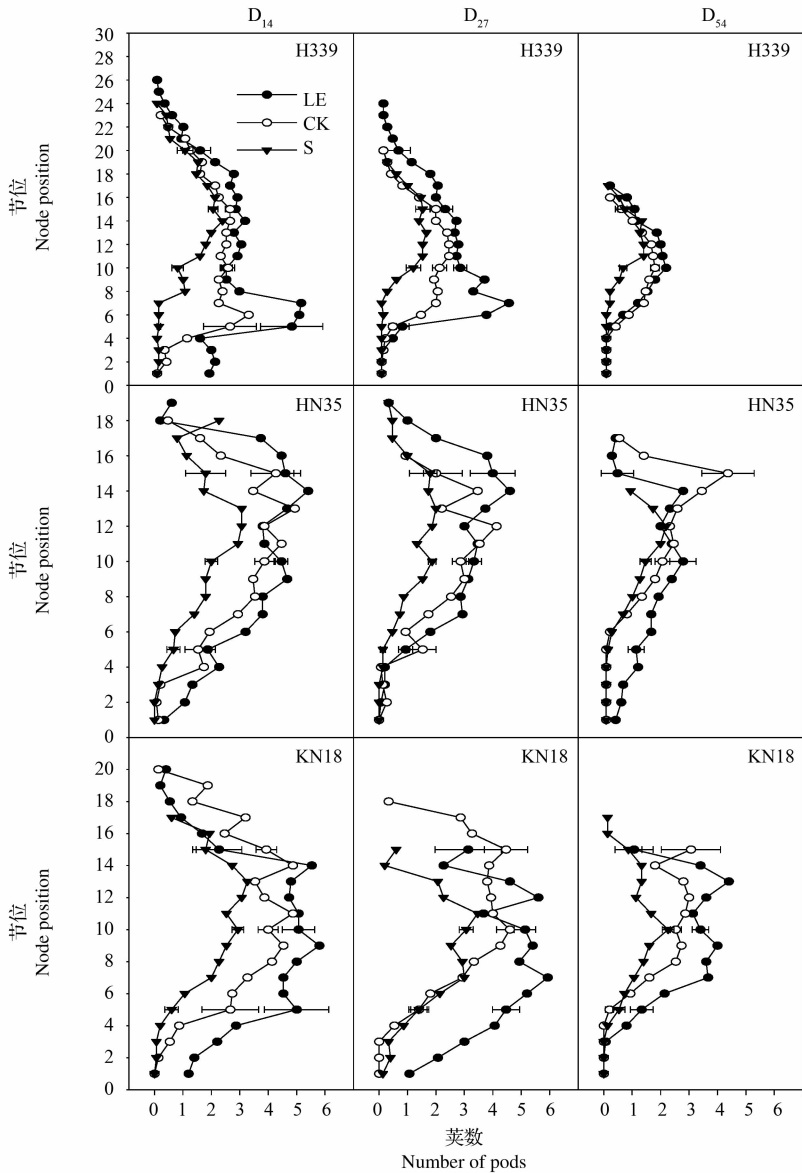 D14 D27 D54
H339 H339 H339
LE
CK
S
30
28
26
24
22
20
18
16
14
12
10
8
6
4
2
0
节位
Node position
HN35 HN35 HN35
18
16
14
12
10
8
6
4
2
0
节位
Node position
KN18 KN18 KN18
20
18
16
14
12
10
8
6
4
2
0
节位
Node position
0 1 2 3 4 5 6 0 1 2 3 4 5 6 0 1 2 3 4 5 6
荚数
Number of pods